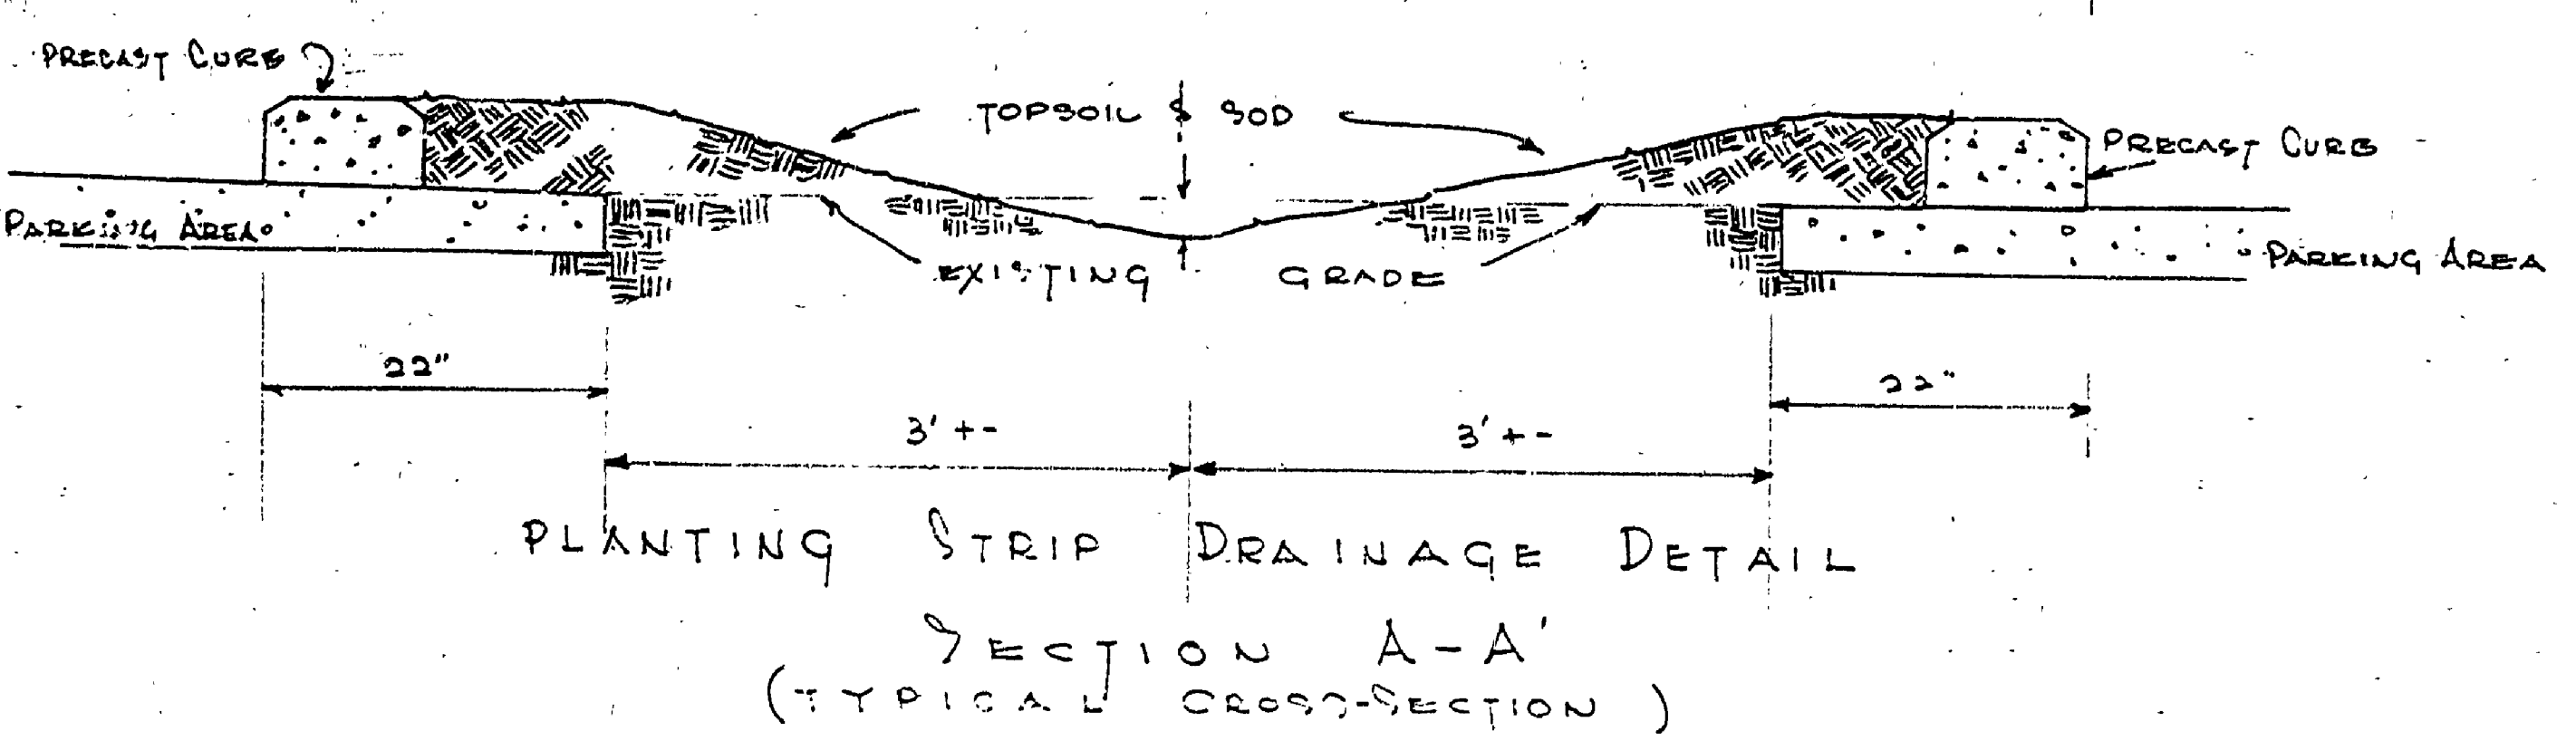 PRECAST CURB
TOPSOIL & SOD
PRECAST CURB
PARKING AREA
EXISTING GRADE
PARKING AREA
22"
22"
3' +-
3' +-
PLANTING STRIP DRAINAGE DETAIL
SECTION A-A'
(TYPICAL CROSS-SECTION)